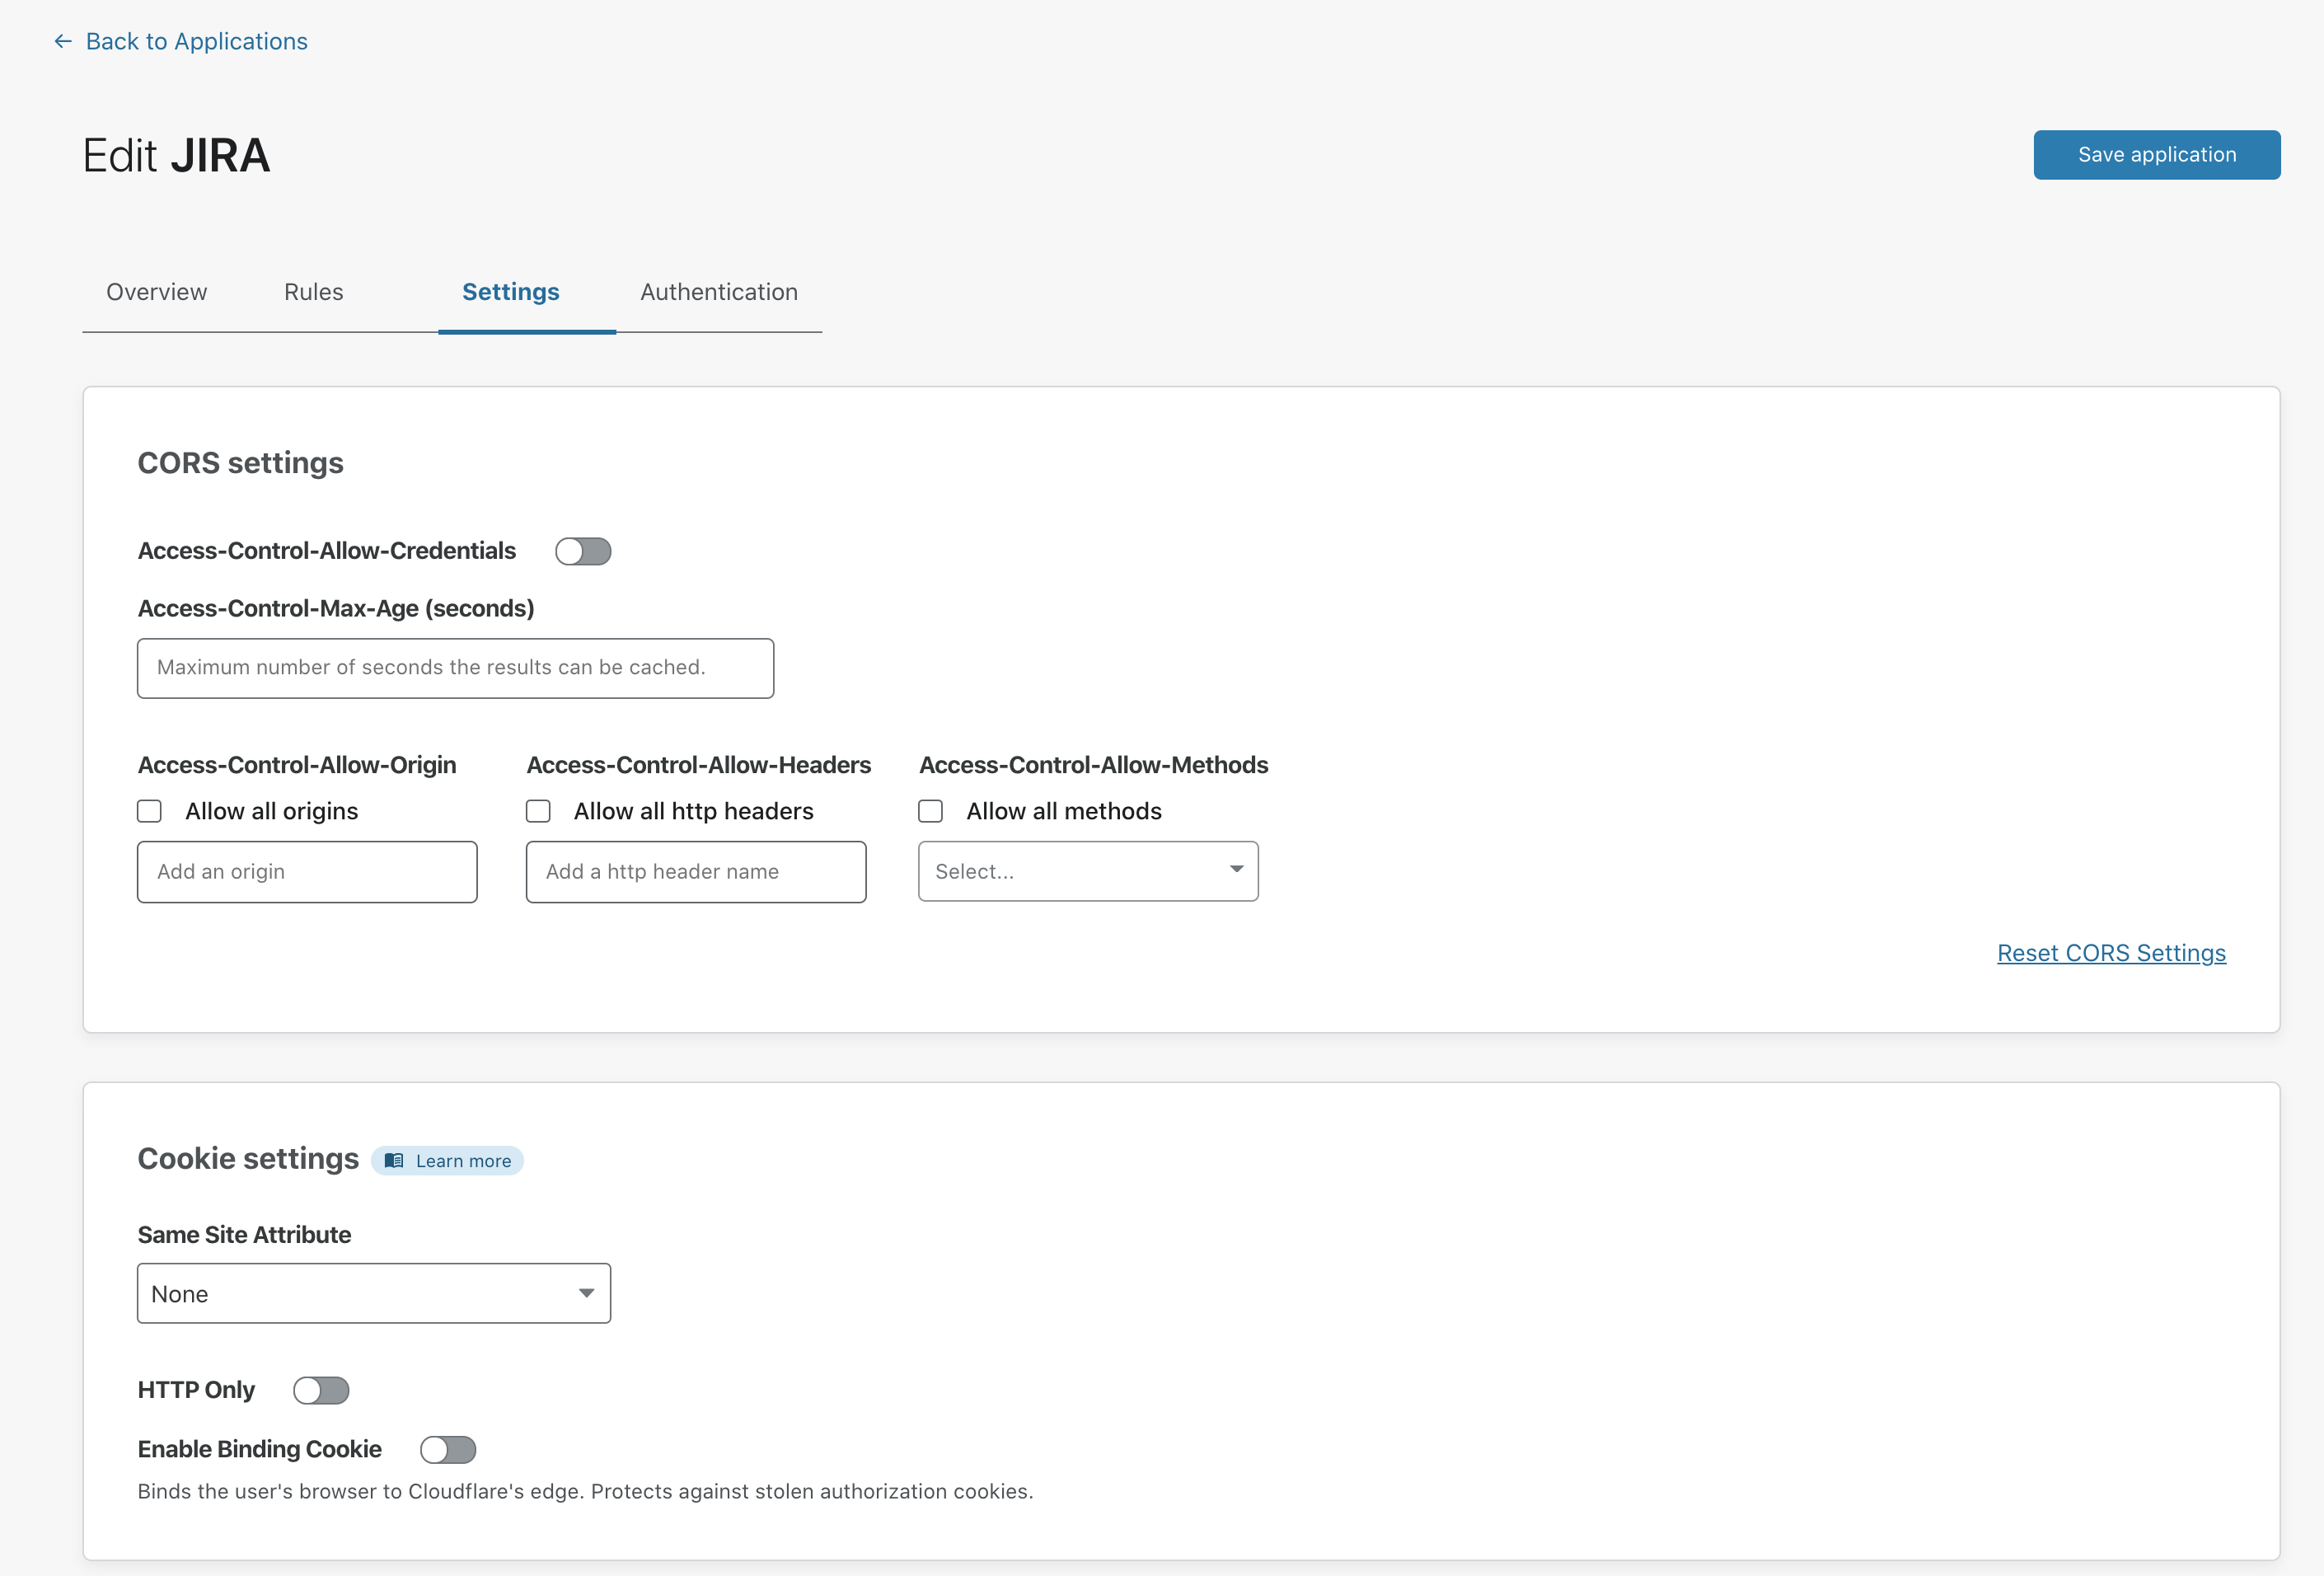 Back to Applications
Edit JIRA
Save application
Overview Rules Settings Authentication
CORS settings
Access-Control-Allow-Credentials
Access-Control-Max-Age (seconds)
Maximum number of seconds the results can be cached.
Access-Control-Allow-Origin Access-Control-Allow-Headers Access-Control-Allow-Methods
Allow all origins Allow all http headers Allow all methods
Add an origin Add a http header name Select...
Reset CORS Settings
Cookie settings Learn more
Same Site Attribute
None
HTTP Only
Enable Binding Cookie
Binds the user's browser to Cloudflare's edge. Protects against stolen authorization cookies.